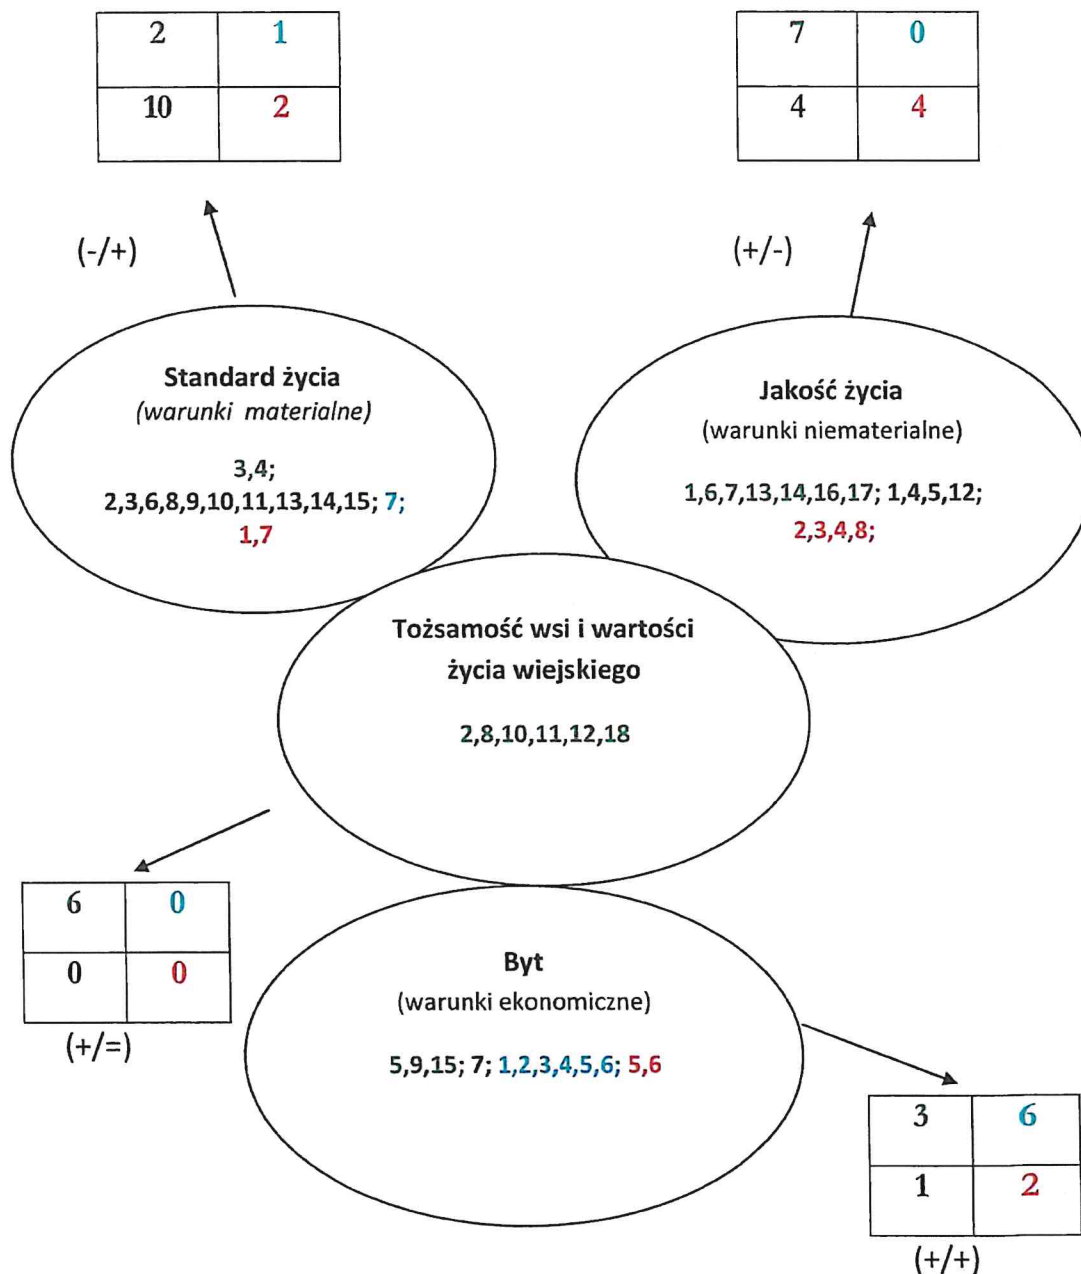 2 1
10 2
7 0
4 4
(-/+)
(+/-)
Standard życia
(warunki materialne)
3,4;
2,3,6,8,9,10,11,13,14,15; 7;
1,7
Jakość życia
(warunki niematerialne)
1,6,7,13,14,16,17; 1,4,5,12;
2,3,4,8;
Tożsamość wsi i wartości
życia wiejskiego
2,8,10,11,12,18
6 0
0 0
(+/=)
Byt
(warunki ekonomiczne)
5,9,15; 7; 1,2,3,4,5,6; 5,6
3 6
1 2
(+/+)